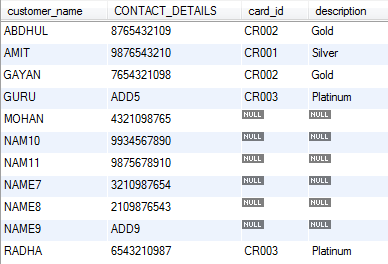 customer_name CONTACT_DETAILS card_id description
ABDHUL 8765432109 CR002 Gold
AMIT 9876543210 CR001 Silver
GAYAN 7654321098 CR002 Gold
GURU ADD5 CR003 Platinum
MOHAN 4321098765 NULL NULL
NAM10 9934567890 NULL NULL
NAM11 9875678910 NULL NULL
NAME7 3210987654 NULL NULL
NAME8 2109876543 NULL NULL
NAME9 ADD9 NULL NULL
RADHA 6543210987 CR003 Platinum